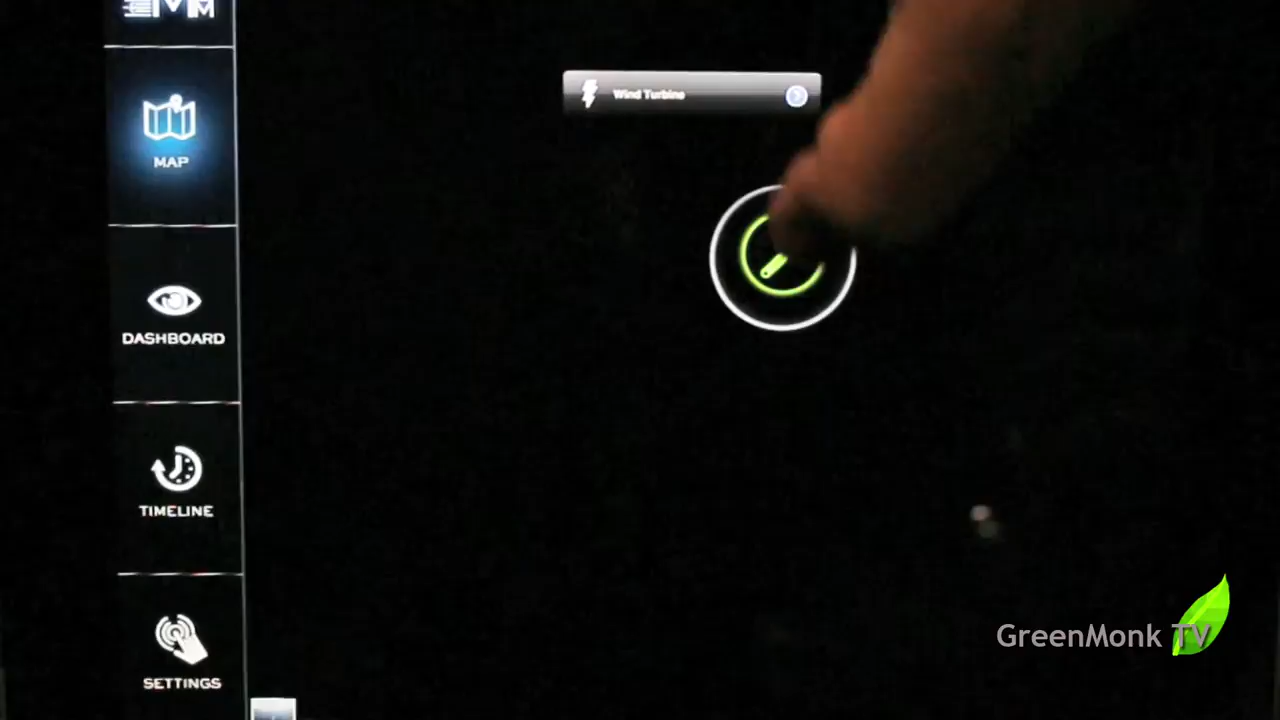 Wind Turbine
MAP
DASHBOARD
TIMELINE
SETTINGS
GreenMonk TV